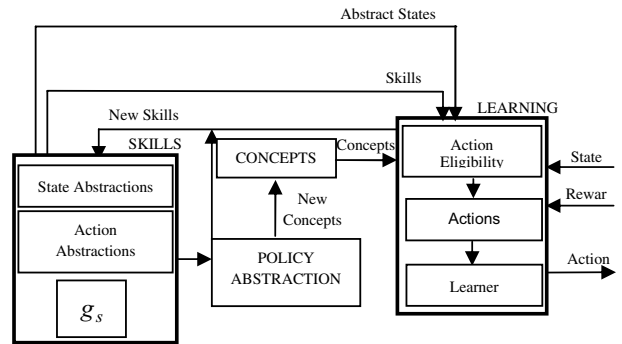 Abstract States
Skills
New Skills
LEARNING
SKILLS
CONCEPTS
Concepts
Action
Eligibility
State
State Abstractions
New
Concepts
Rewar
Action
Abstractions
Actions
POLICY
ABSTRACTION
Action
Learner
g_s